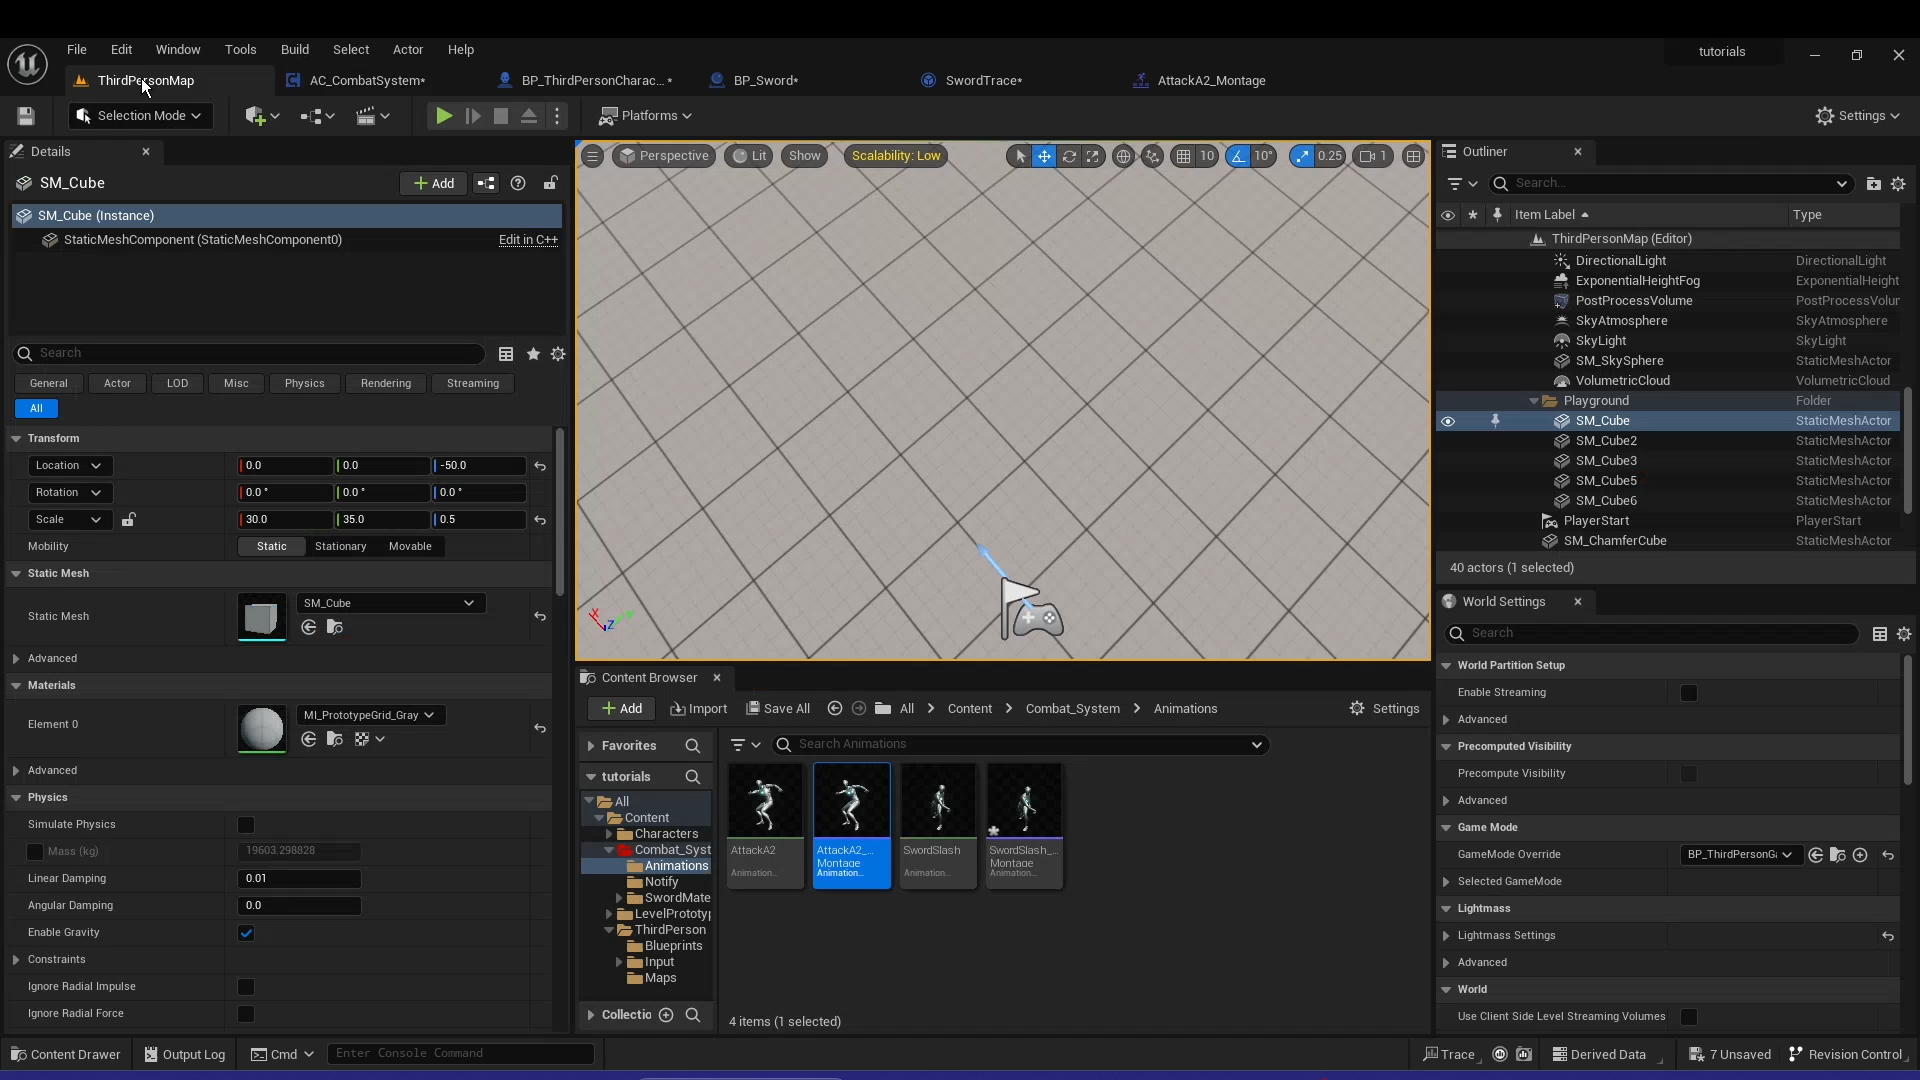 File Edit Window Tools Build Select Actor Help
tutorials
ThirdPersonMap AC_CombatSystem* BP_ThirdPersonCharac...* BP_Sword* SwordTrace* AttackA2_Montage
Selection Mode Platforms Settings
Details
SM_Cube
Add
SM_Cube (Instance)
StaticMeshComponent (StaticMeshComponent0) Edit in C++
Search
General Actor LOD Misc Physics Rendering Streaming
All
Transform
Location 0.0 0.0 -50.0
Rotation 0.0 ° 0.0 ° 0.0 °
Scale 30.0 35.0 0.5
Mobility Static Stationary Movable
Static Mesh
Static Mesh SM_Cube
Advanced
Materials
Element 0 MI_PrototypeGrid_Gray
Advanced
Physics
Simulate Physics
Mass (kg) 19603.298828
Linear Damping 0.01
Angular Damping 0.0
Enable Gravity
Constraints
Ignore Radial Impulse
Ignore Radial Force
Perspective Lit Show Scalability: Low 10 10° 0.25 1
X Z
Content Browser
Add Import Save All All Content Combat_System Animations Settings
Favorites
Search Animations
tutorials
All
Content
Characters
Combat_Syst
Animations
Notify
SwordMate
LevelPrototyp
ThirdPerson
Blueprints
Input
Maps
Collectio
AttackA2
Animation...
AttackA2_...
Montage
Animation...
SwordSlash
Animation...
SwordSlash_...
Montage
Animation...
4 items (1 selected)
Outliner
Search...
Item Label Type
ThirdPersonMap (Editor)
DirectionalLight DirectionalLight
ExponentialHeightFog ExponentialHeight
PostProcessVolume PostProcessVolur
SkyAtmosphere SkyAtmosphere
SkyLight SkyLight
SM_SkySphere StaticMeshActor
VolumetricCloud VolumetricCloud
Playground Folder
SM_Cube StaticMeshActor
SM_Cube2 StaticMeshActor
SM_Cube3 StaticMeshActor
SM_Cube5 StaticMeshActor
SM_Cube6 StaticMeshActor
PlayerStart PlayerStart
SM_ChamferCube StaticMeshActor
40 actors (1 selected)
World Settings
Search
World Partition Setup
Enable Streaming
Advanced
Precomputed Visibility
Precompute Visibility
Advanced
Game Mode
GameMode Override BP_ThirdPersonGa
Selected GameMode
Lightmass
Lightmass Settings
Advanced
World
Use Client Side Level Streaming Volumes
Content Drawer Output Log Cmd Enter Console Command Trace Derived Data 7 Unsaved Revision Control